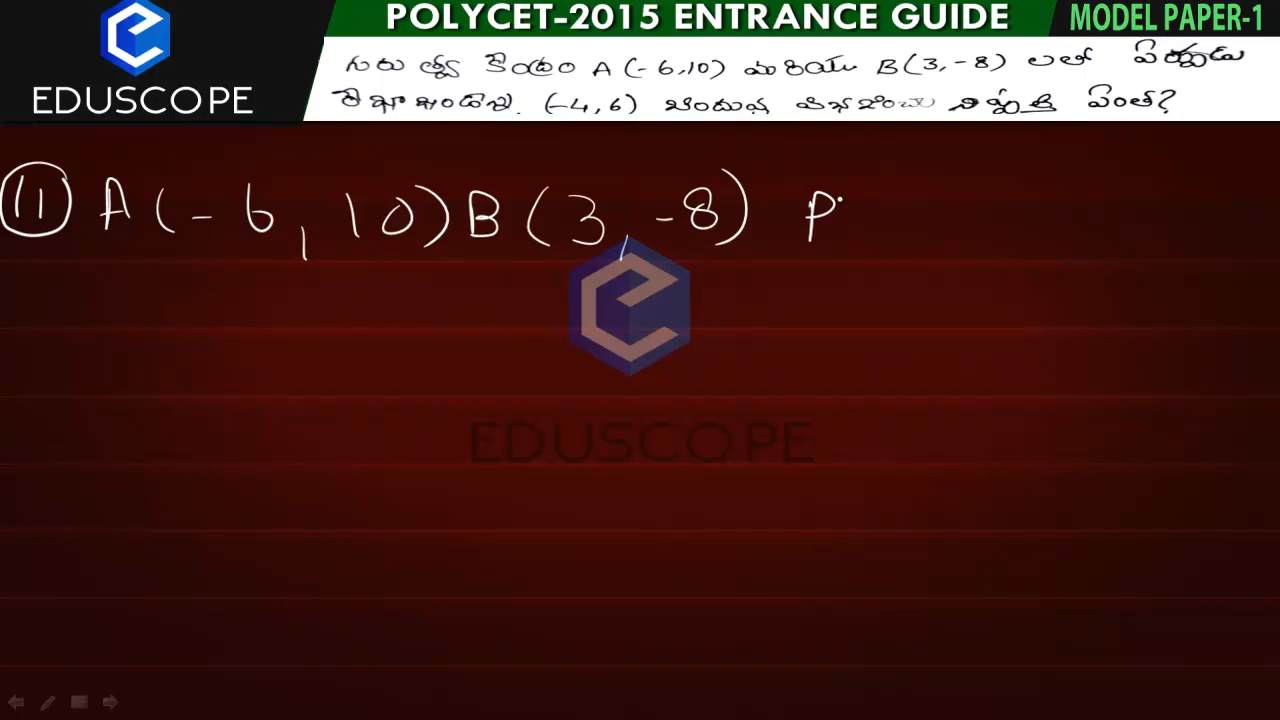 POLYCET-2015 ENTRANCE GUIDE
MODEL PAPER-1
EDUSCOPE
A (-6,10) మరియు B(3,-8) లతో
(-4,6) బిందువు ఎంత?
11 A (-6, 10) B (3, -8) P
EDUSCOPE